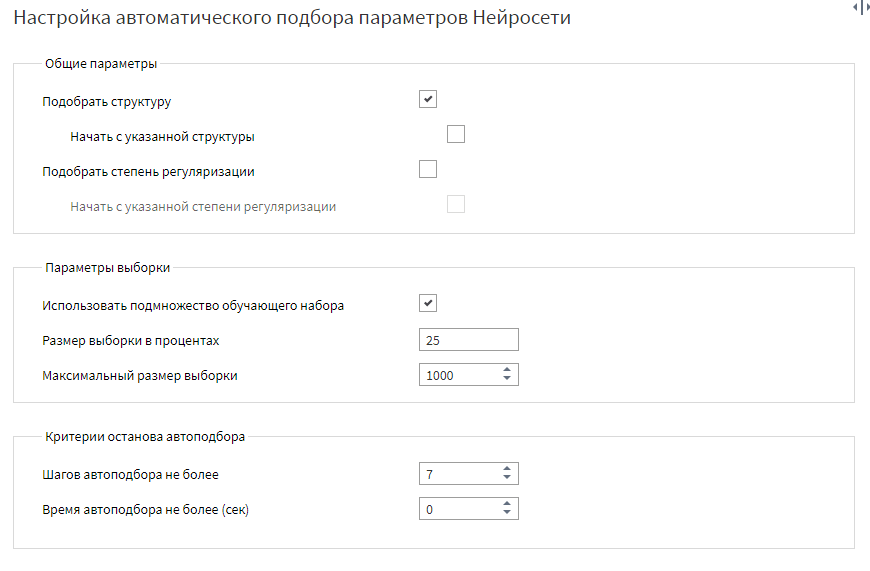 Настройка автоматического подбора параметров Нейросети
Общие параметры
Подобрать структуру
Начать с указанной структуры
Подобрать степень регуляризации
Начать с указанной степени регуляризации
Параметры выборки
Использовать подмножество обучающего набора
Размер выборки в процентах 25
Максимальный размер выборки 1000
Критерии останова автоподбора
Шагов автоподбора не более 7
Время автоподбора не более (сек) 0